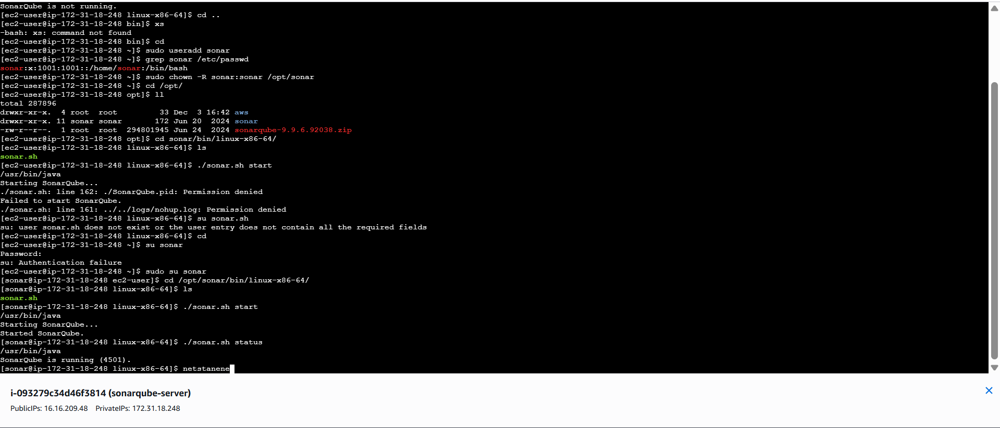 SonarQube is not running.
[ec2-user@ip-172-31-18-248 linux-x86-64]$ cd ..
[ec2-user@ip-172-31-18-248 bin]$ xs
-bash: xs: command not found
[ec2-user@ip-172-31-18-248 bin]$ cd
[ec2-user@ip-172-31-18-248 ~]$ sudo useradd sonar
[ec2-user@ip-172-31-18-248 ~]$ grep sonar /etc/passwd
sonar:x:1001:1001::/home/sonar:/bin/bash
[ec2-user@ip-172-31-18-248 ~]$ sudo chown -R sonar:sonar /opt/sonar
[ec2-user@ip-172-31-18-248 ~]$ cd /opt/
[ec2-user@ip-172-31-18-248 opt]$ ll
total 287896
drwxr-xr-x.  4 root  root         33 Dec  3 16:42 aws
drwxr-xr-x. 11 sonar sonar       172 Jun 20  2024 sonar
-rw-r--r--.  1 root  root  294801945 Jun 24  2024 sonarqube-9.9.6.92038.zip
[ec2-user@ip-172-31-18-248 opt]$ cd sonar/bin/linux-x86-64/
[ec2-user@ip-172-31-18-248 linux-x86-64]$ ls
sonar.sh
[ec2-user@ip-172-31-18-248 linux-x86-64]$ ./sonar.sh start
/usr/bin/java
Starting SonarQube...
./sonar.sh: line 162: ./SonarQube.pid: Permission denied
Failed to start SonarQube.
./sonar.sh: line 161: ../../logs/nohup.log: Permission denied
[ec2-user@ip-172-31-18-248 linux-x86-64]$ su sonar.sh
su: user sonar.sh does not exist or the user entry does not contain all the required fields
[ec2-user@ip-172-31-18-248 linux-x86-64]$ cd
[ec2-user@ip-172-31-18-248 ~]$ su sonar
Password:
su: Authentication failure
[ec2-user@ip-172-31-18-248 ~]$ sudo su sonar
[sonar@ip-172-31-18-248 ec2-user]$ cd /opt/sonar/bin/linux-x86-64/
[sonar@ip-172-31-18-248 linux-x86-64]$ ls
sonar.sh
[sonar@ip-172-31-18-248 linux-x86-64]$ ./sonar.sh start
/usr/bin/java
Starting SonarQube...
Started SonarQube.
[sonar@ip-172-31-18-248 linux-x86-64]$ ./sonar.sh status
/usr/bin/java
SonarQube is running (4501).
[sonar@ip-172-31-18-248 linux-x86-64]$ netstanene
i-093279c34d46f3814 (sonarqube-server)
PublicIPs: 16.16.209.48    PrivateIPs: 172.31.18.248